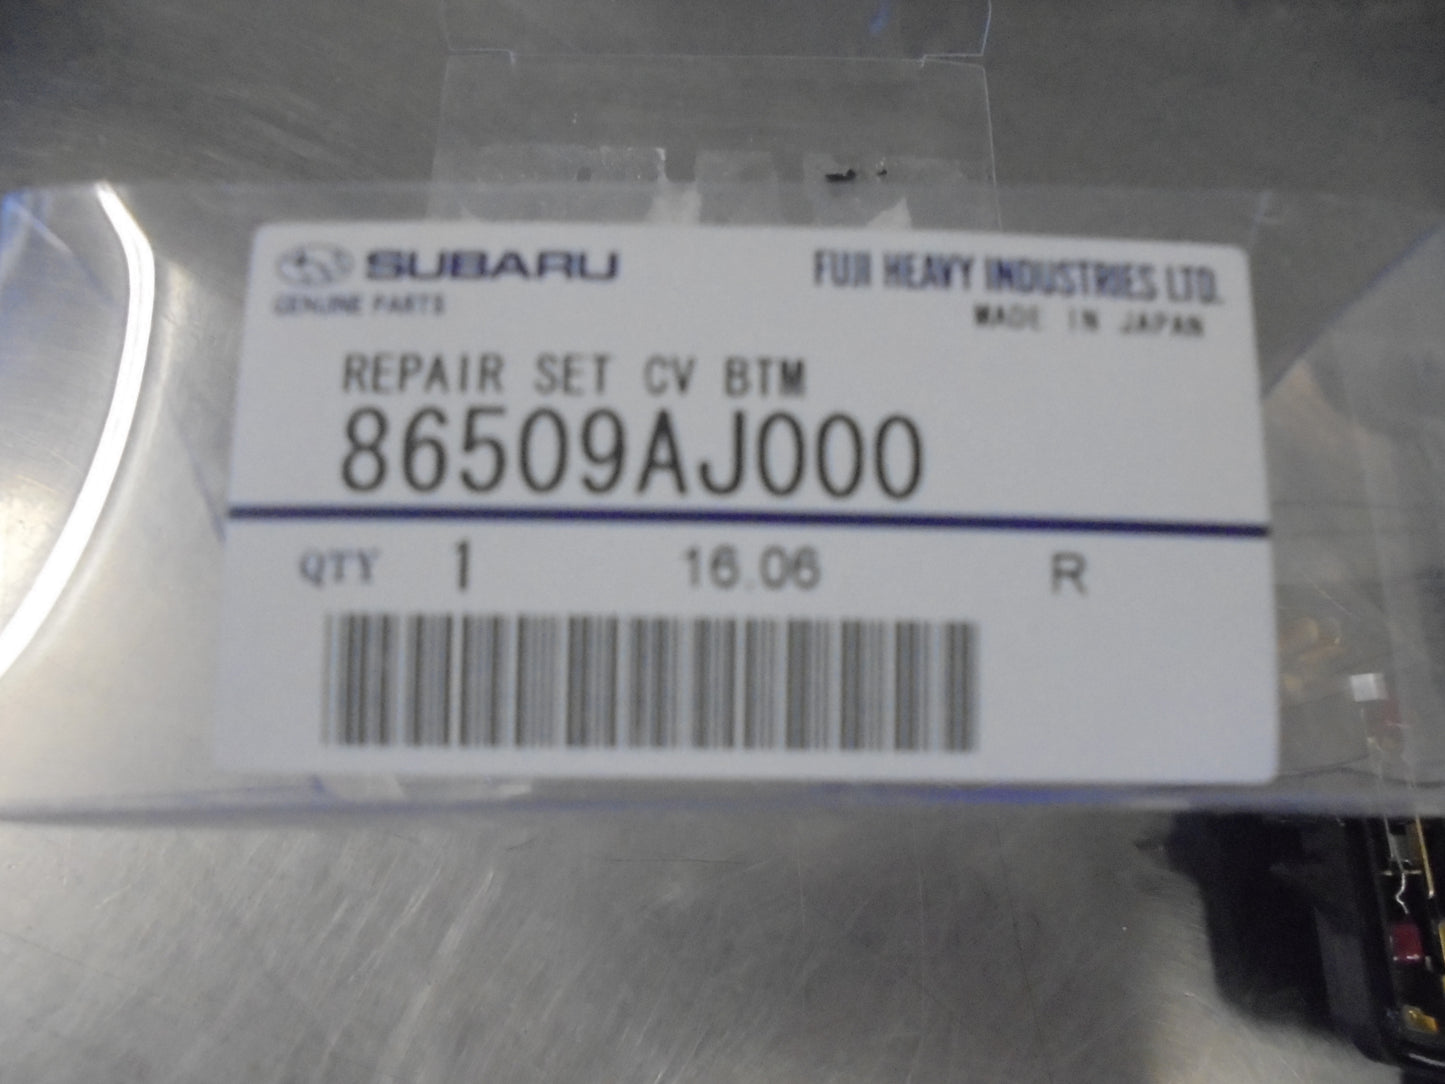 SUBARU FUJI HEAVY INDUSTRIES LTD.
GENUINE PARTS MADE IN JAPAN
REPAIR SET CV BTM
86509AJ000
QTY 1 16.06 R